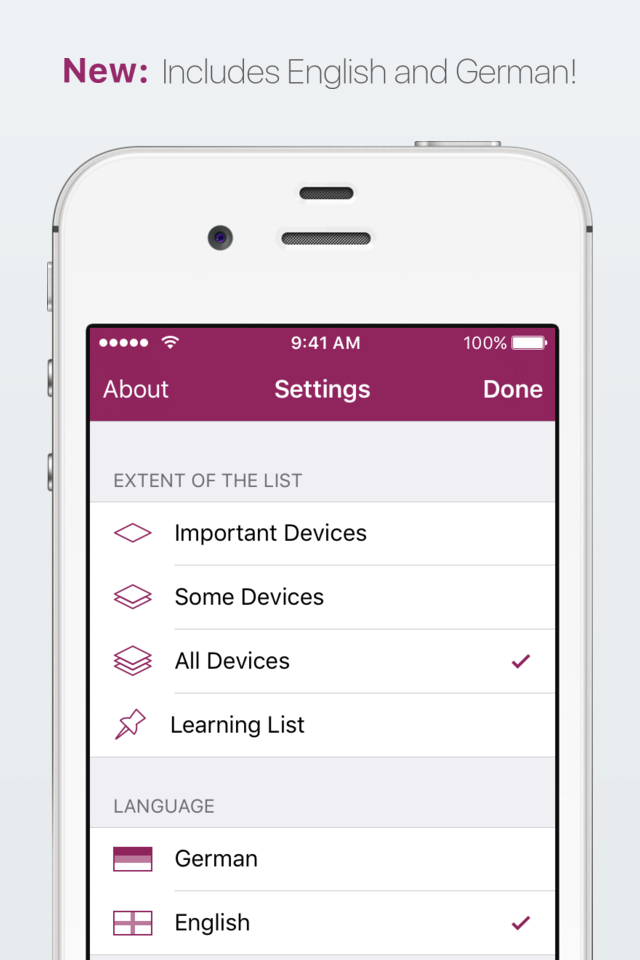 New: Includes English and German!
9:41 AM 100%
About Settings Done
EXTENT OF THE LIST
Important Devices
Some Devices
All Devices
Learning List
LANGUAGE
German
English